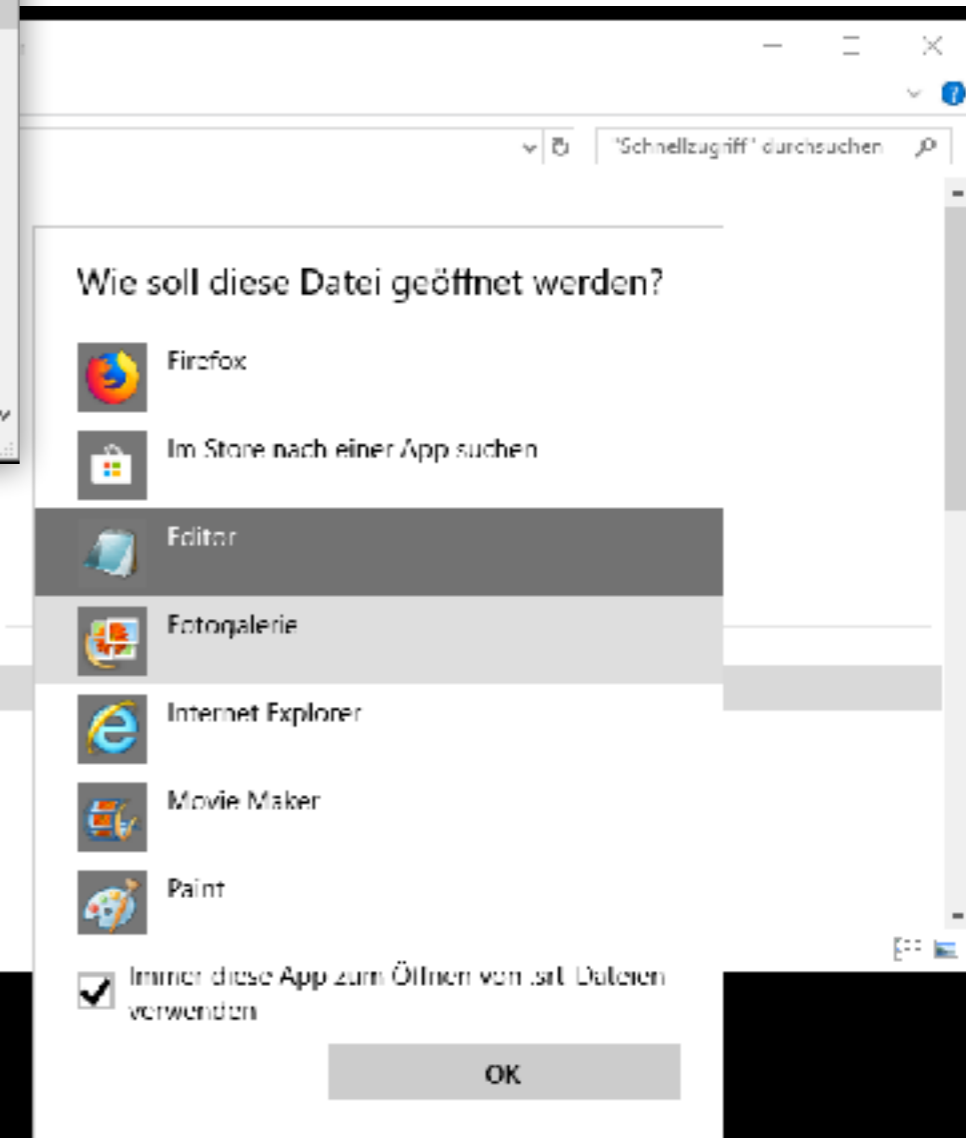 "Schnellzugriff" durchsuchen
Wie soll diese Datei geöffnet werden?
Firefox
Im Store nach einer App suchen
Editor
Fotogalerie
Internet Explorer
Movie Maker
Paint
Immer diese App zum Öffnen von .srt-Dateien
verwenden
OK